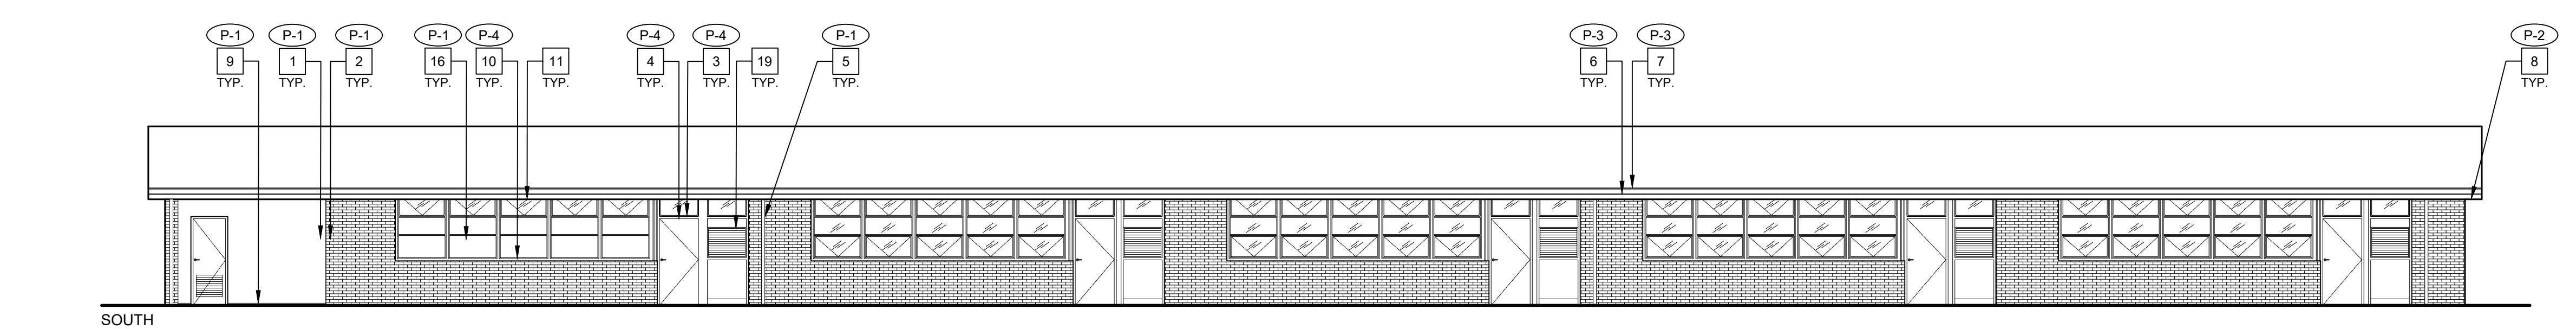 P-1 P-1 P-1 P-1 P-4 P-4 P-4 P-1 P-3 P-3 P-2
9 1 2 16 10 11 4 3 19 5 6 7 8
TYP. TYP. TYP. TYP. TYP. TYP. TYP. TYP. TYP. TYP. TYP. TYP. TYP.
SOUTH